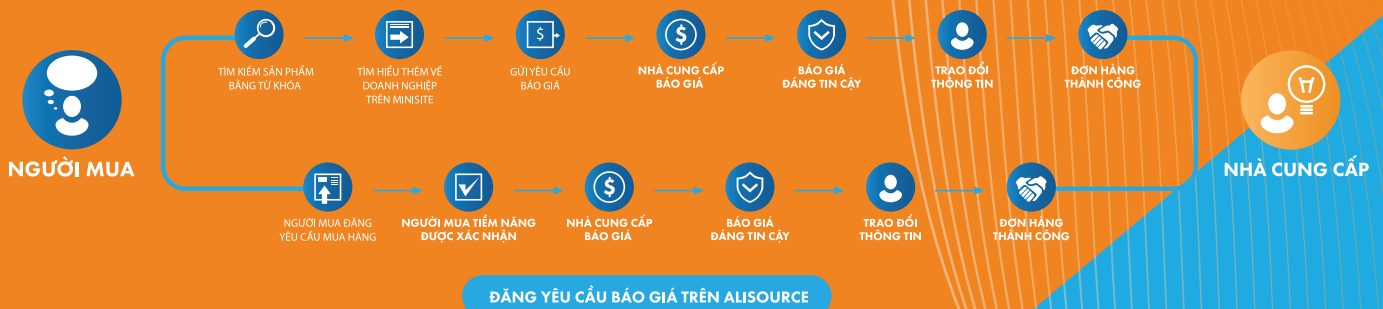 NGƯỜI MUA
TÌM KIẾM SẢN PHẨM
BẰNG TỪ KHÓA
TÌM HIỂU THÊM VỀ
DOANH NGHIỆP
TRÊN MINISITE
GỬI YÊU CẦU
BÁO GIÁ
NHÀ CUNG CẤP
BÁO GIÁ
BÁO GIÁ
ĐÁNG TIN CẬY
TRAO ĐỔI
THÔNG TIN
ĐƠN HÀNG
THÀNH CÔNG
NHÀ CUNG CẤP
NGƯỜI MUA ĐĂNG
YÊU CẦU MUA HÀNG
NGƯỜI MUA TIỀM NĂNG
ĐƯỢC XÁC NHẬN
NHÀ CUNG CẤP
BÁO GIÁ
BÁO GIÁ
ĐÁNG TIN CẬY
TRAO ĐỔI
THÔNG TIN
ĐƠN HÀNG
THÀNH CÔNG
ĐĂNG YÊU CẦU BÁO GIÁ TRÊN ALISOURCE